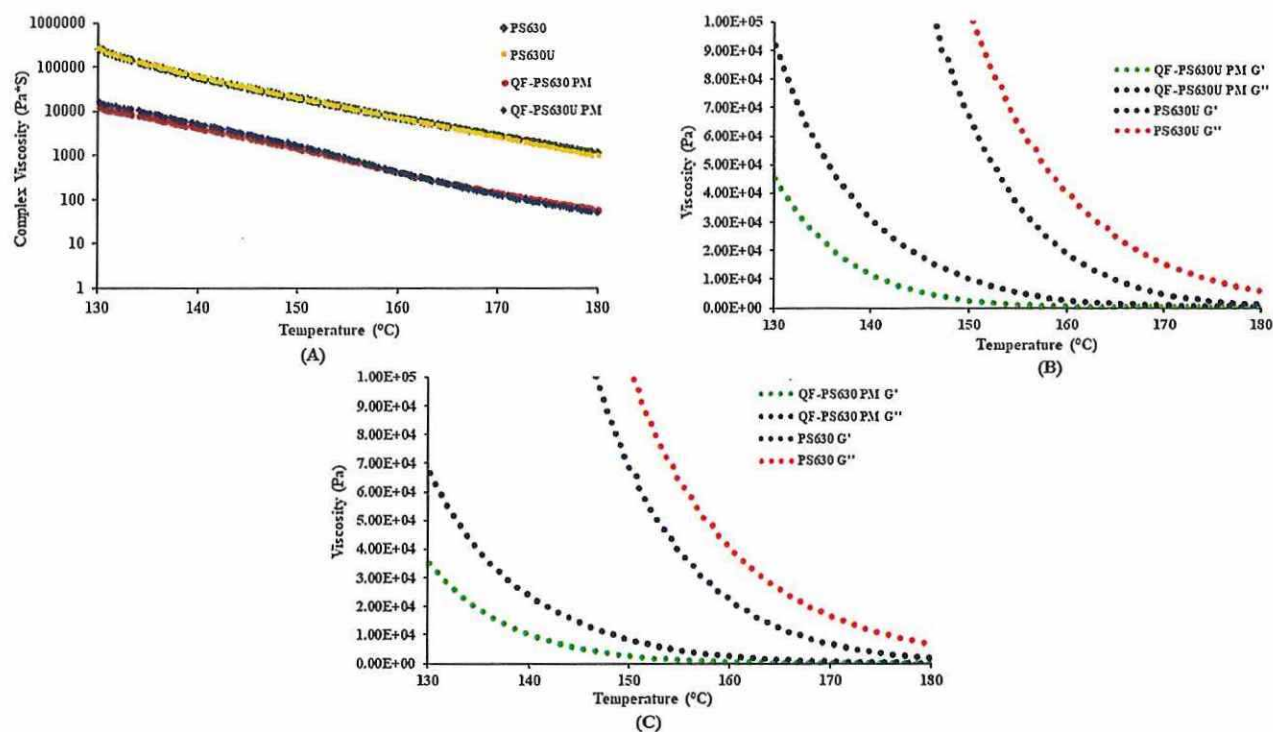 1000000
100000
10000
1000
100
10
1
Complex Viscosity (Pa*S)
130 140 150 160 170 180
Temperature (°C)
(A)
PS630
PS630U
QF-PS630 PM
QF-PS630U PM
1.00E+05
9.00E+04
8.00E+04
7.00E+04
6.00E+04
5.00E+04
4.00E+04
3.00E+04
2.00E+04
1.00E+04
0.00E+00
Viscosity (Pa)
130 140 150 160 170 180
Temperature (°C)
(B)
QF-PS630U PM G'
QF-PS630U PM G''
PS630U G'
PS630U G''
1.00E+05
9.00E+04
8.00E+04
7.00E+04
6.00E+04
5.00E+04
4.00E+04
3.00E+04
2.00E+04
1.00E+04
0.00E+00
Viscosity (Pa)
130 140 150 160 170 180
Temperature (°C)
(C)
QF-PS630 PM G'
QF-PS630 PM G''
PS630 G'
PS630 G''